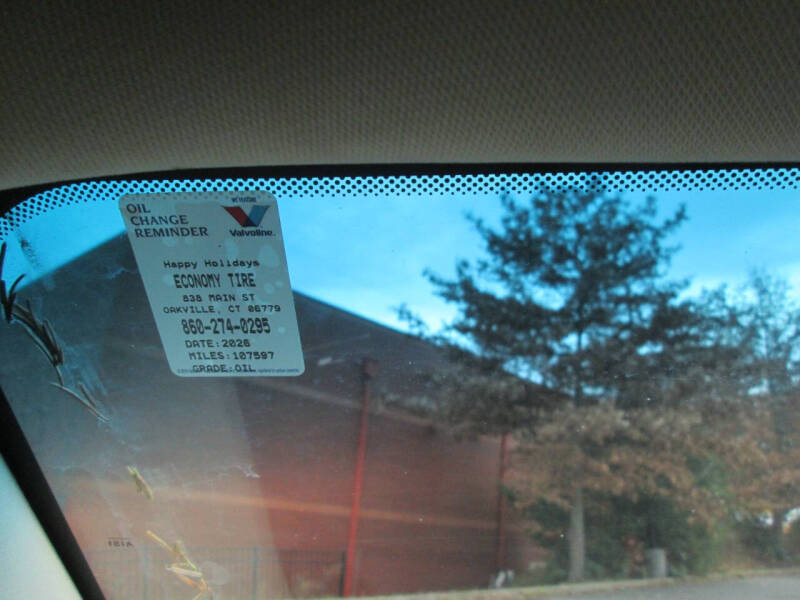 OIL
CHANGE
REMINDER
Valvoline.
Happy Holidays
ECONOMY TIRE
838 MAIN ST
OAKVILLE, CT 06779
860-274-0295
DATE:2026
MILES:107597
GRADE:OIL